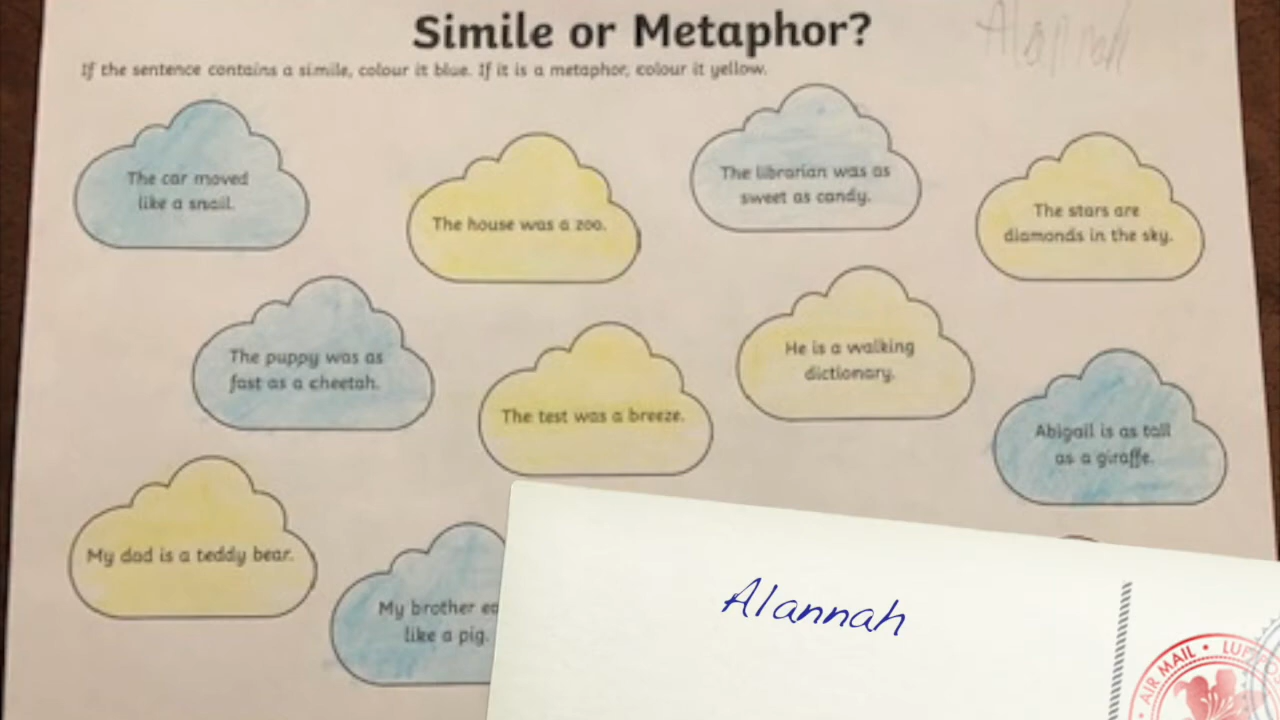 Simile or Metaphor?
Alannah
If the sentence contains a simile, colour it blue. If it is a metaphor, colour it yellow.
The car moved
like a snail.
The house was a zoo.
The librarian was as
sweet as candy.
The stars are
diamonds in the sky.
The puppy was as
fast as a cheetah.
The test was a breeze.
He is a walking
dictionary.
Abigail is as tall
as a giraffe.
My dad is a teddy bear.
My brother
like a pig.
Alannah
AIR MAIL •